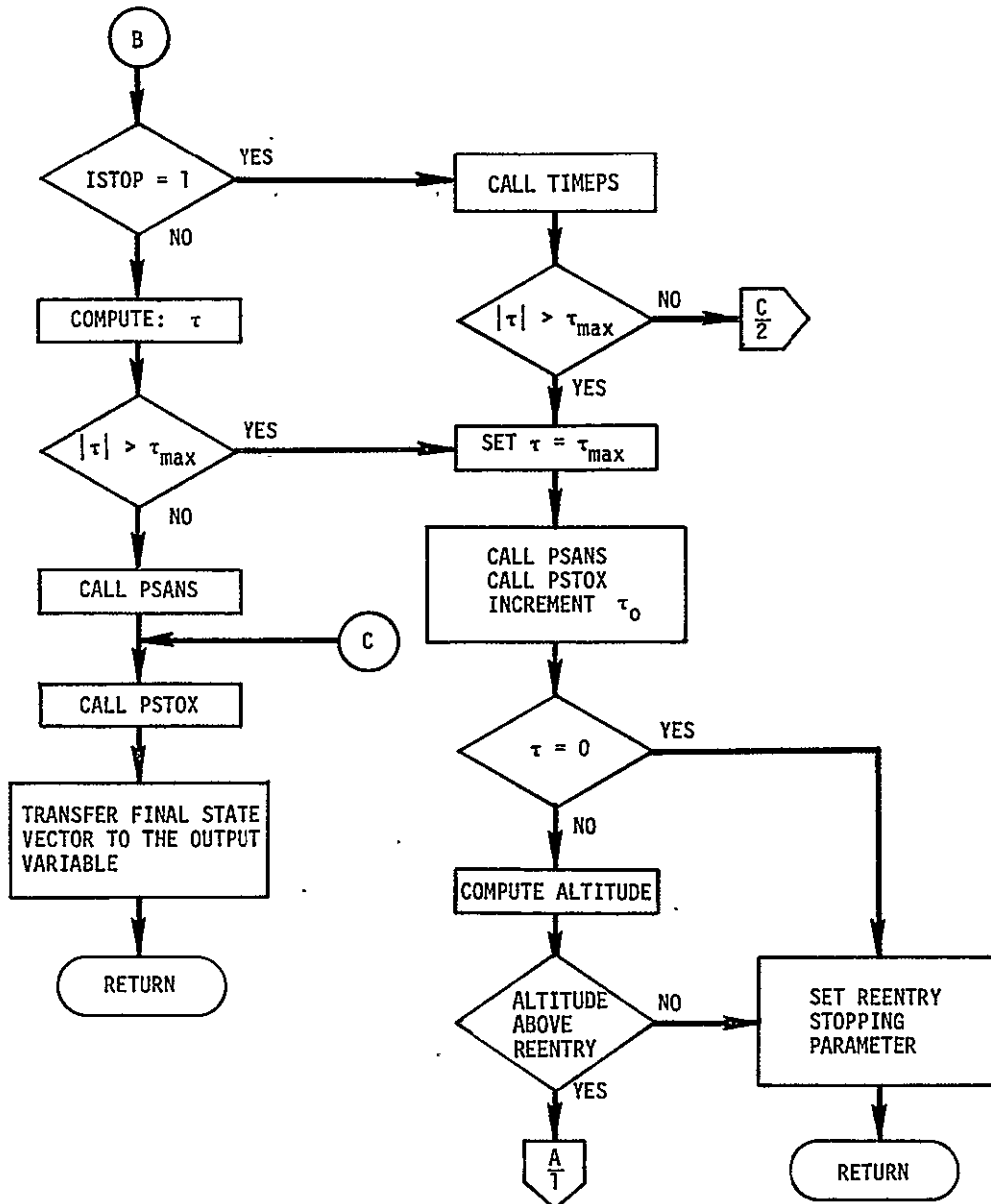 B
ISTOP = 1
YES
NO
CALL TIMEPS
COMPUTE: τ
|τ| > τmax
NO
C
2
YES
|τ| > τmax
YES
NO
SET τ = τmax
CALL PSANS
CALL PSTOX
INCREMENT τo
CALL PSANS
C
CALL PSTOX
τ = 0
YES
NO
TRANSFER FINAL STATE
VECTOR TO THE OUTPUT
VARIABLE
COMPUTE ALTITUDE
RETURN
ALTITUDE
ABOVE
REENTRY
NO
YES
SET REENTRY
STOPPING
PARAMETER
A
1
RETURN